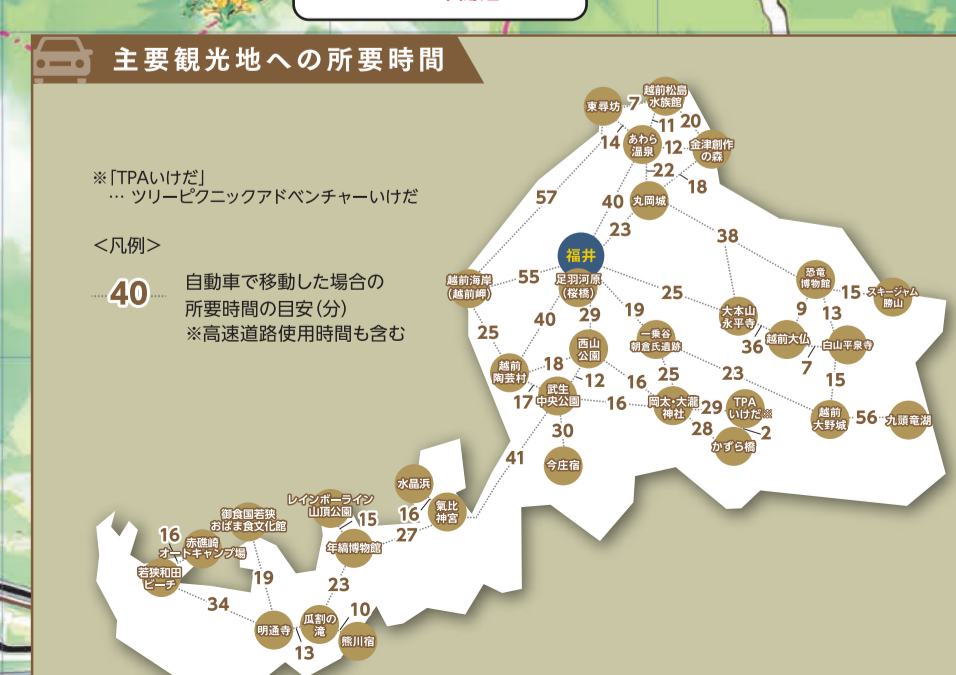 主要観光地への所要時間
※「TPAいけだ」
… ツリーピクニックアドベンチャーいけだ
＜凡例＞
40
自動車で移動した場合の
所要時間の目安（分）
※高速道路使用時間も含む
東尋坊
7
越前松島
水族館
11
20
14
あわら
温泉
12
金津創作
の森
22
18
57
40
丸岡城
23
38
福井
足羽河原
（桜橋）
越前海岸
（越前岬）
55
25
恐竜
博物館
15
スキージャム
勝山
9
13
25
40
29
19
大本山
永平寺
36
越前大仏
7
白山平泉寺
西山
公園
一乗谷
朝倉氏遺跡
越前
陶芸村
18
12
16
25
23
15
17
武生
中央公園
16
岡太・大瀧
神社
29
TPA
いけだ※
越前
大野城
56
九頭竜湖
28
2
かずら橋
30
41
今庄宿
水晶浜
16
氣比
神宮
レインボーライン
山頂公園
15
27
年縞博物館
御食国若狭
おばま食文化館
16
赤礁崎
オートキャンプ場
若狭和田
ビーチ
19
23
34
10
明通寺
瓜割の
滝
13
熊川宿